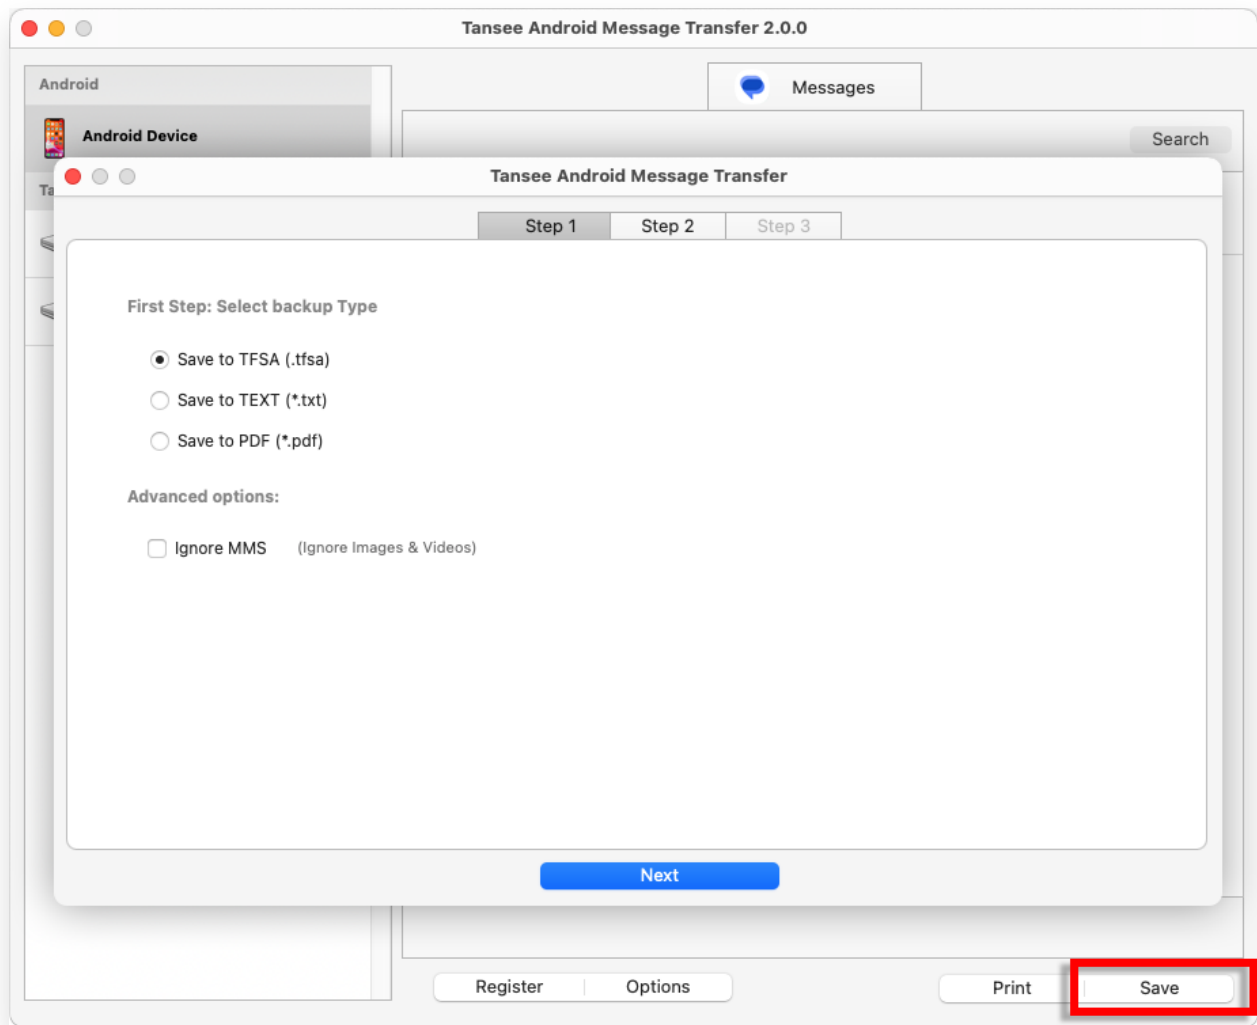 Tansee Android Message Transfer 2.0.0
Android
Messages
Android Device
Search
Ta
Tansee Android Message Transfer
Step 1 Step 2 Step 3
First Step: Select backup Type
Save to TFSA (.tfsa)
Save to TEXT (*.txt)
Save to PDF (*.pdf)
Advanced options:
Ignore MMS (Ignore Images & Videos)
Next
Register Options Print Save